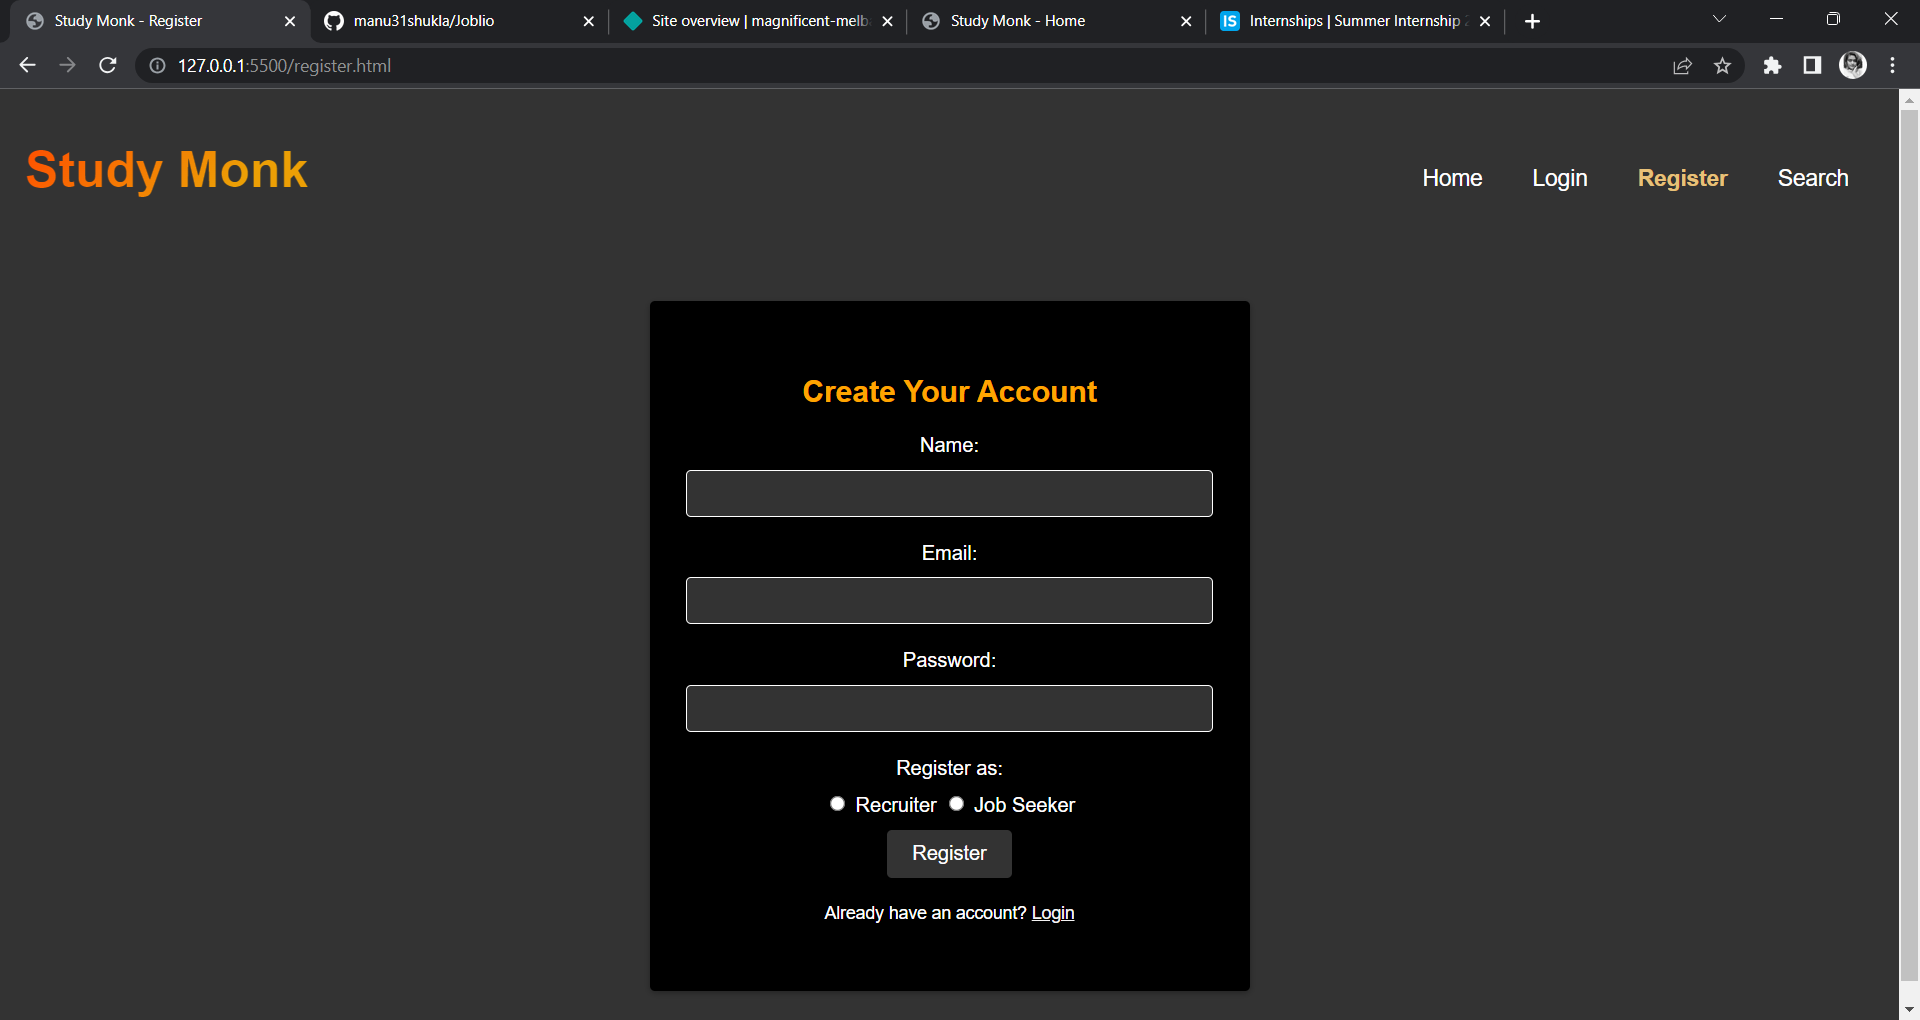 Study Monk - Register
manu31shukla/Joblio
Site overview | magnificent-melb
Study Monk - Home
IS Internships | Summer Internship
127.0.0.1:5500/register.html
Study Monk
Home Login Register Search
Create Your Account
Name:
Email:
Password:
Register as:
Recruiter Job Seeker
Register
Already have an account? Login